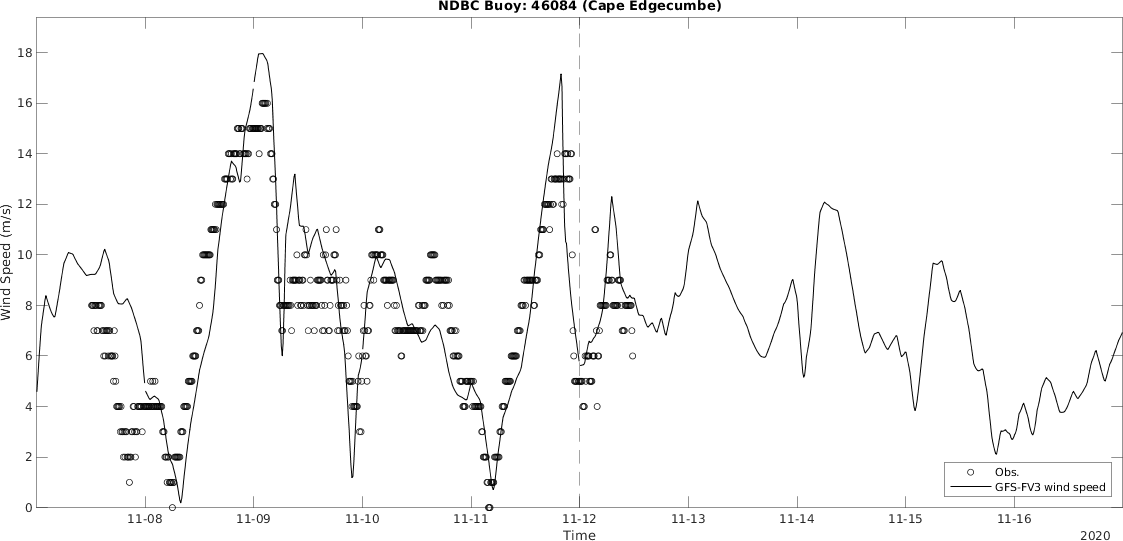 NDBC Buoy: 46084 (Cape Edgecumbe)
18
16
14
12
10
8
6
4
2
0
Wind Speed (m/s)
Obs.
GFS-FV3 wind speed
11-08 11-09 11-10 11-11 11-12 11-13 11-14 11-15 11-16
Time
2020